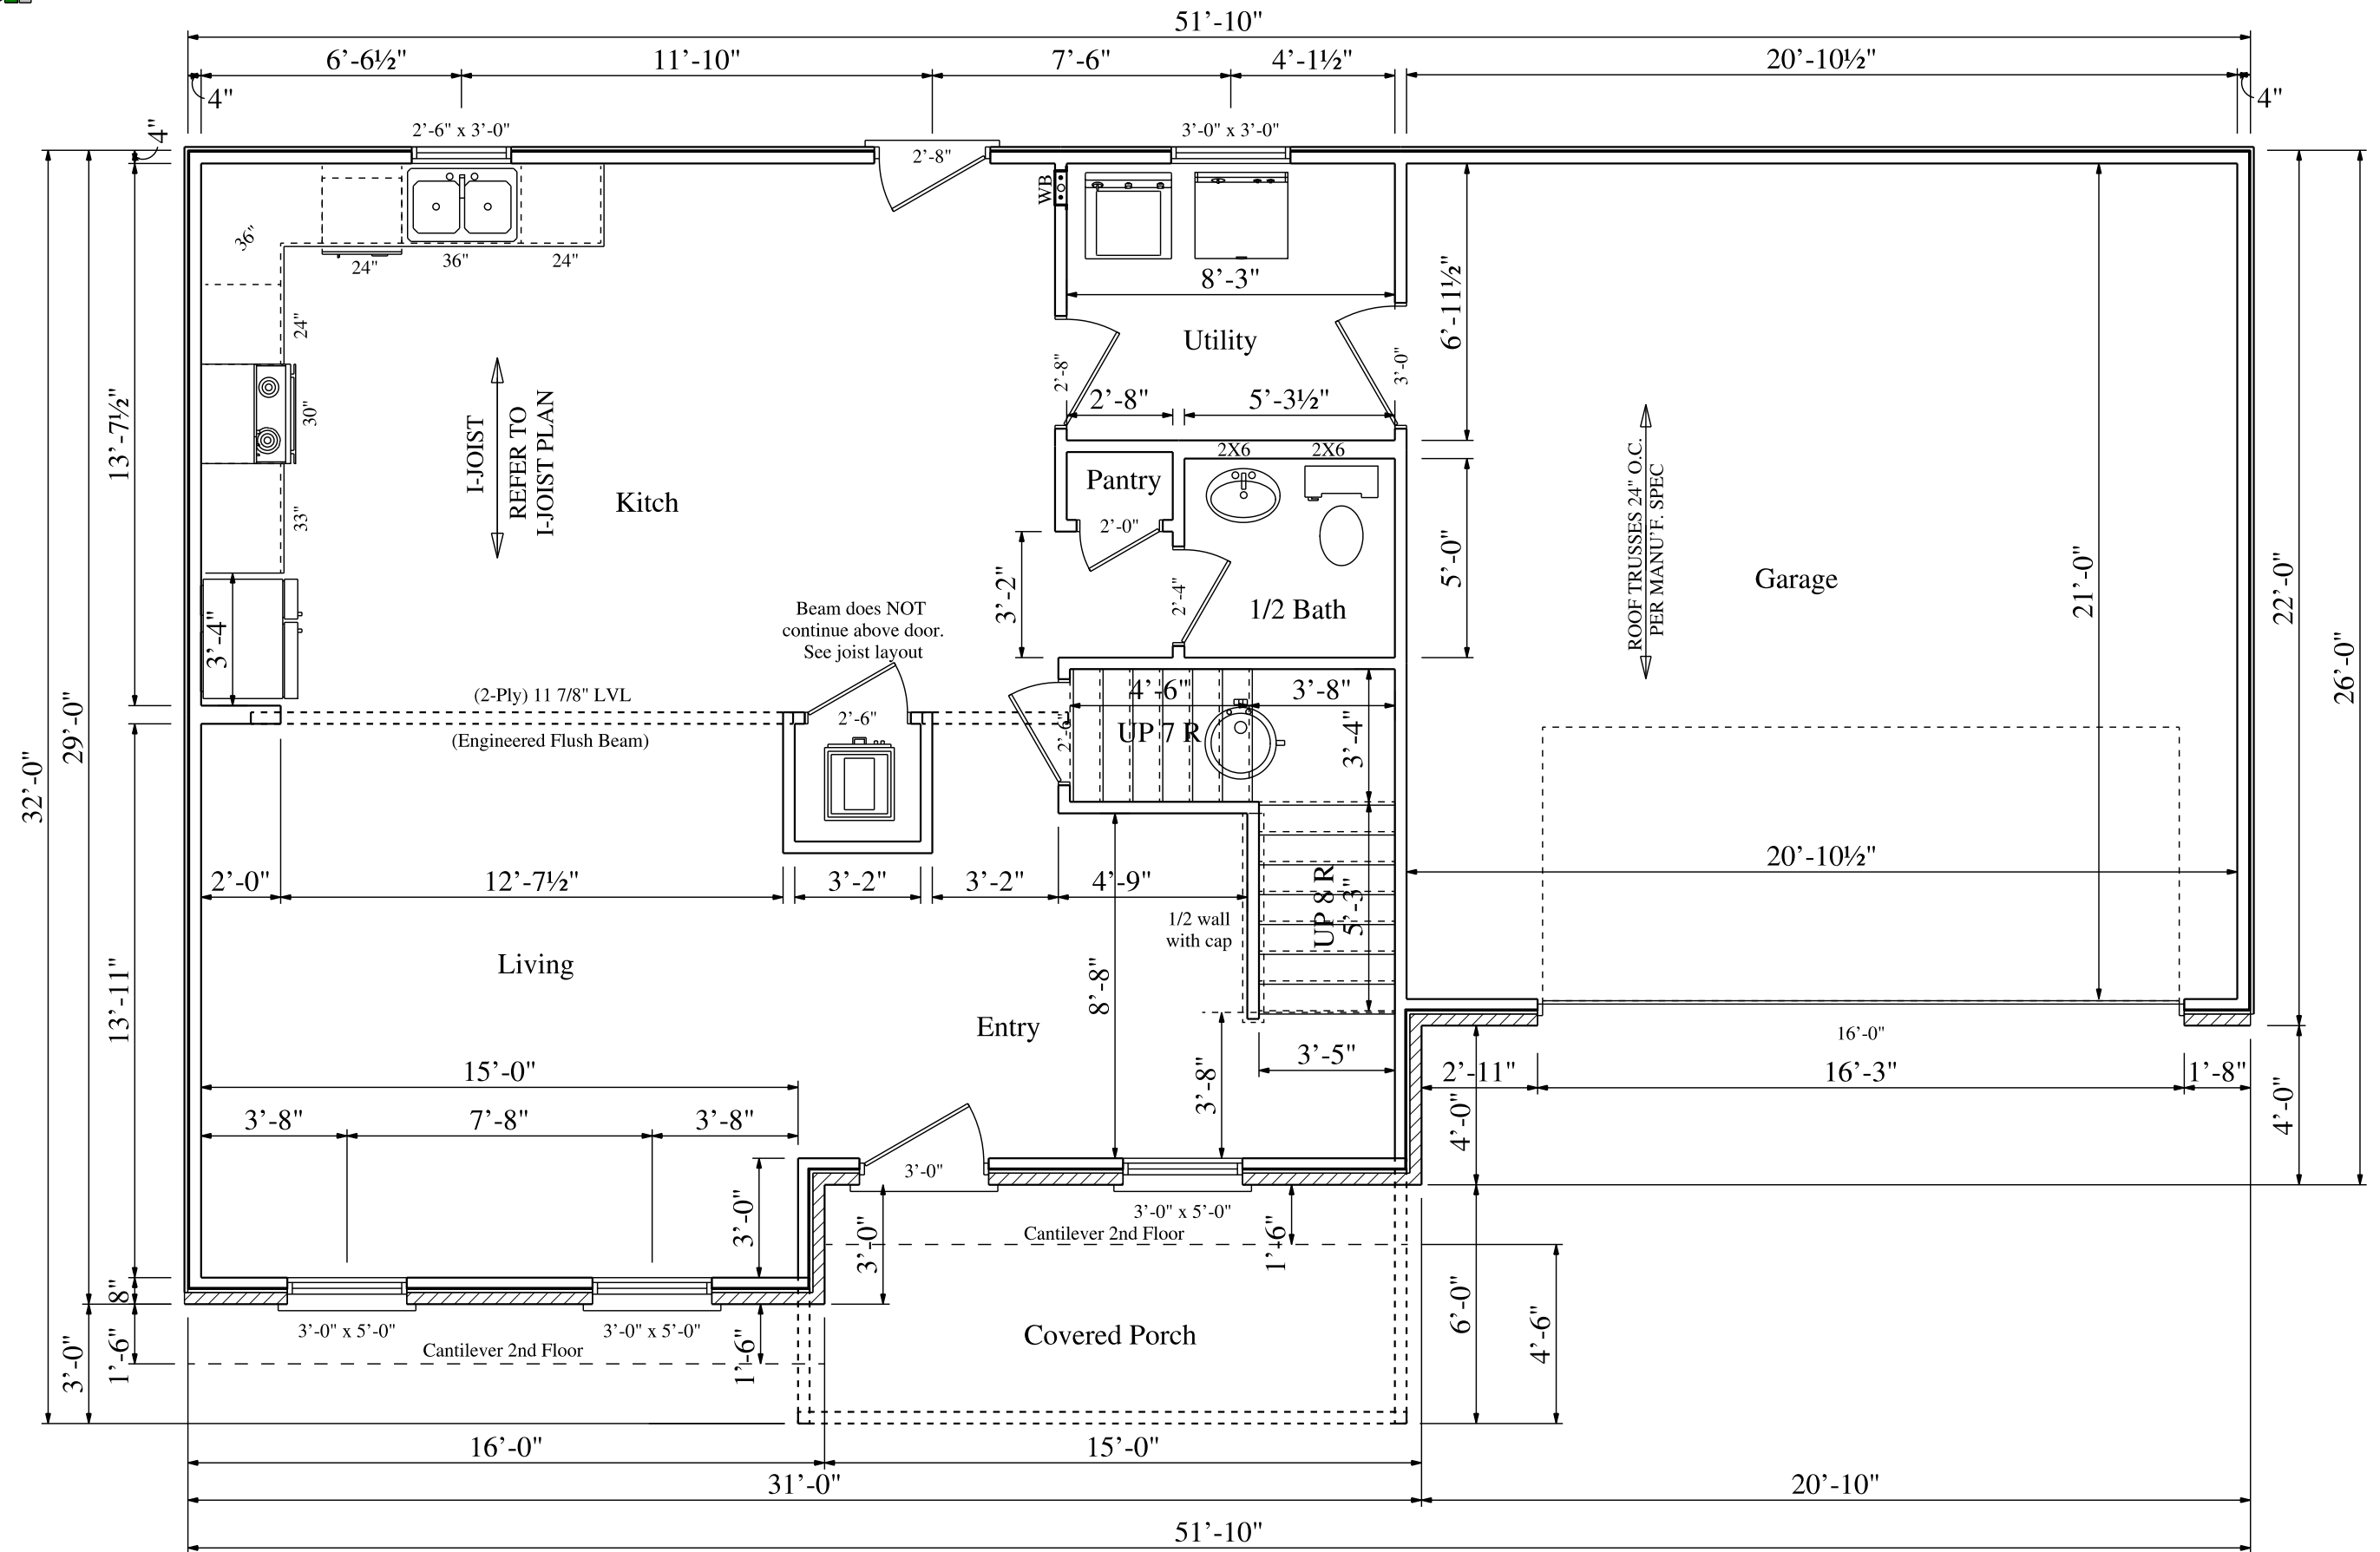 51'-10"
6'-6½"
11'-10"
7'-6"
4'-1½"
20'-10½"
4"
4"
4"
2'-6" x 3'-0"
2'-8"
3'-0" x 3'-0"
WB
36"
24"
36"
24"
8'-3"
6'-11½"
24"
Utility
2'-8"
3'-0"
30"
2'-8"
5'-3½"
13'-7½"
I-JOIST
REFER TO
I-JOIST PLAN
2X6
2X6
Pantry
Kitch
33"
2'-0"
ROOF TRUSSES 24" O.C.
PER MANU'F. SPEC
5'-0"
Garage
21'-0"
22'-0"
3'-2"
2'-4"
1/2 Bath
Beam does NOT
continue above door.
See joist layout
3'-4"
26'-0"
(2-Ply) 11 7/8" LVL
4'-6"
3'-8"
2'-6"
2'-6"
UP 7 R
3'-4"
(Engineered Flush Beam)
29'-0"
32'-0"
20'-10½"
2'-0"
12'-7½"
3'-2"
3'-2"
4'-9"
UP 8 R
5'-3"
1/2 wall
with cap
Living
13'-11"
8'-8"
Entry
16'-0"
3'-5"
15'-0"
3'-8"
2'-11"
16'-3"
1'-8"
3'-8"
7'-8"
3'-8"
4'-0"
4'-0"
3'-0"
3'-0"
3'-0"
3'-0" x 5'-0"
Cantilever 2nd Floor
1'-6"
8"
3'-0" x 5'-0"
3'-0" x 5'-0"
Covered Porch
6'-0"
4'-6"
Cantilever 2nd Floor
3'-0"
1'-6"
1'-6"
16'-0"
15'-0"
31'-0"
20'-10"
51'-10"